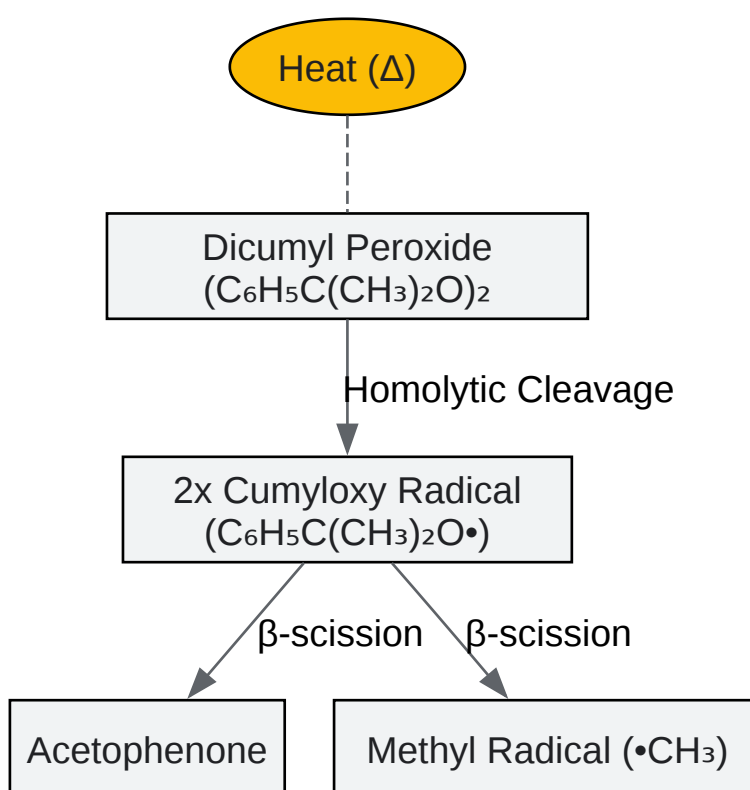 Heat (Δ)
Dicumyl Peroxide
(C₆H₅C(CH₃)₂O)₂
Homolytic Cleavage
2x Cumyloxy Radical
(C₆H₅C(CH₃)₂O•)
β-scission
β-scission
Acetophenone
Methyl Radical (•CH₃)